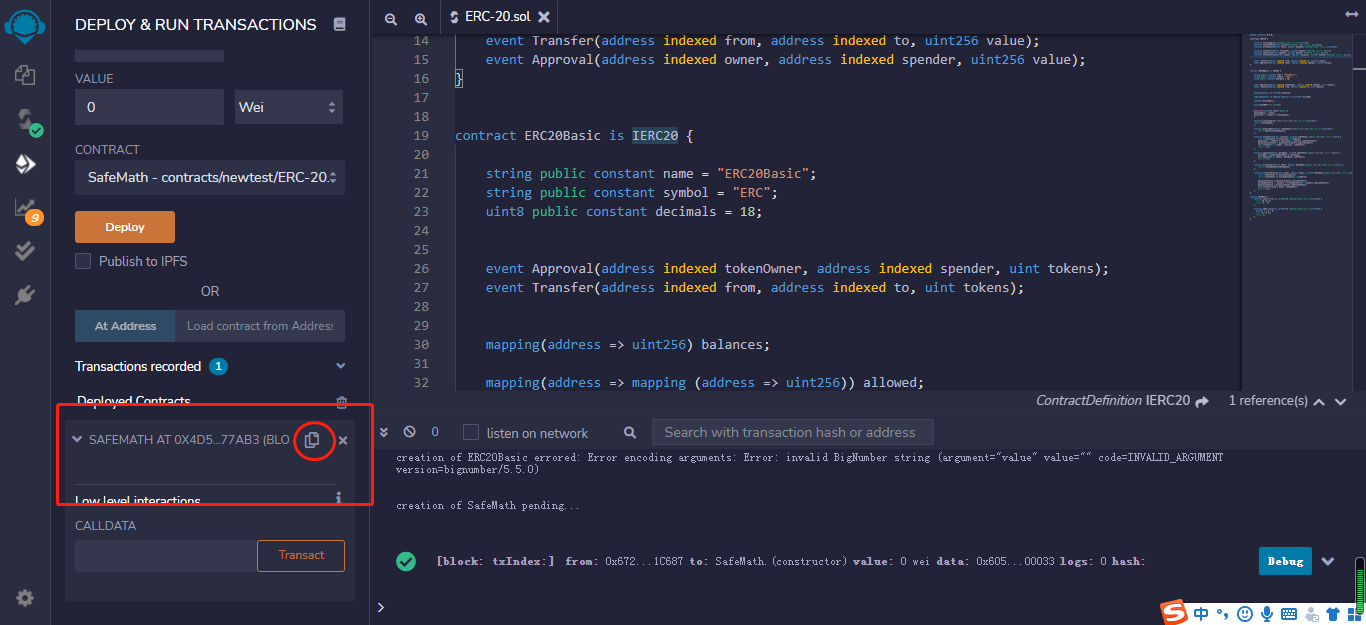 DEPLOY & RUN TRANSACTIONS
VALUE
0
Wei
CONTRACT
SafeMath - contracts/newtest/ERC-20.
Deploy
Publish to IPFS
OR
At Address
Load contract from Address
Transactions recorded 1
Deployed Contracts
SAFEMATH AT 0X4D5...77AB3 (BLO
Low level interactions
CALLDATA
Transact
9
ERC-20.sol
14 event Transfer(address indexed from, address indexed to, uint256 value);
15 event Approval(address indexed owner, address indexed spender, uint256 value);
16 }
17
18
19 contract ERC20Basic is IERC20 {
20
21 string public constant name = "ERC20Basic";
22 string public constant symbol = "ERC";
23 uint8 public constant decimals = 18;
24
25
26 event Approval(address indexed tokenOwner, address indexed spender, uint tokens);
27 event Transfer(address indexed from, address indexed to, uint tokens);
28
29
30 mapping(address => uint256) balances;
31
32 mapping(address => mapping (address => uint256)) allowed;
ContractDefinition IERC20 1 reference(s)
0 listen on network Search with transaction hash or address
creation of ERC20Basic errored: Error encoding arguments: Error: invalid BigNumber string (argument="value" value="" code=INVALID_ARGUMENT
version=bignumber/5.5.0)
creation of SafeMath pending...
[block: txIndex:] from: 0x672...1C687 to: SafeMath.(constructor) value: 0 wei data: 0x605...00033 logs: 0 hash:
Debug
>
S 中